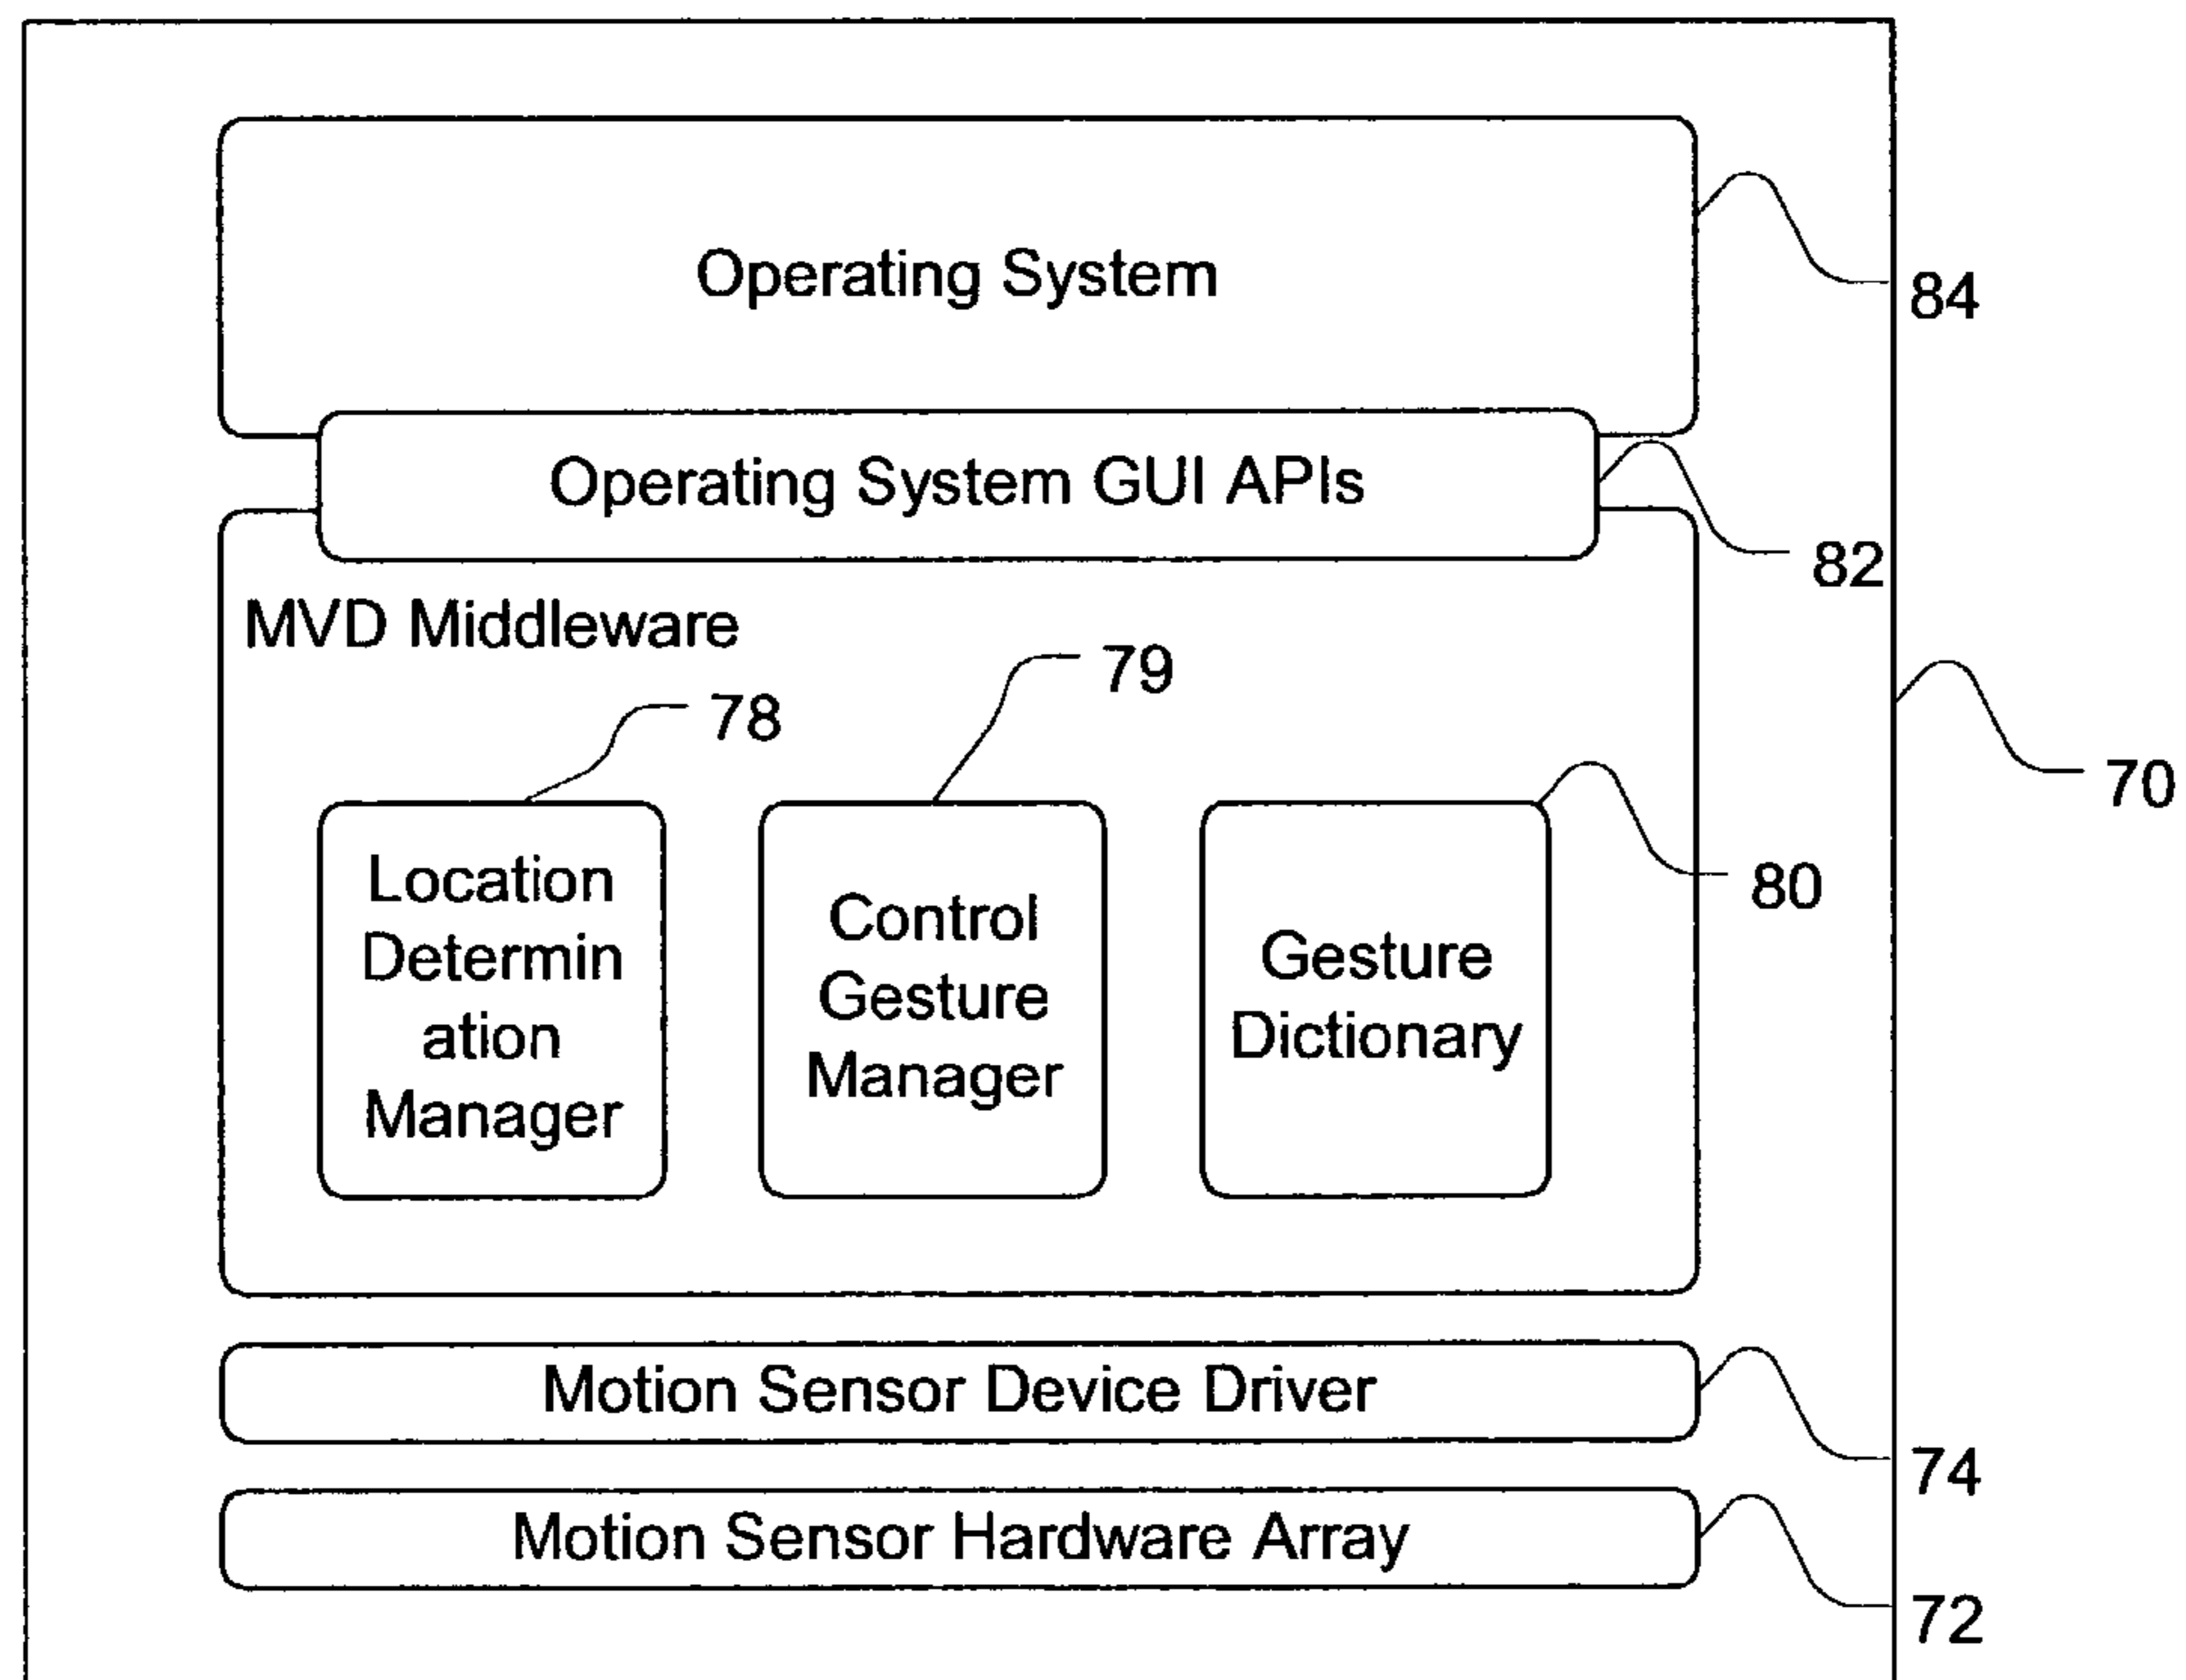 Operating System
84
Operating System GUI APIs
82
MVD Middleware
79
78
70
80
Location
Determin
ation
Manager
Control
Gesture
Manager
Gesture
Dictionary
Motion Sensor Device Driver
74
Motion Sensor Hardware Array
72